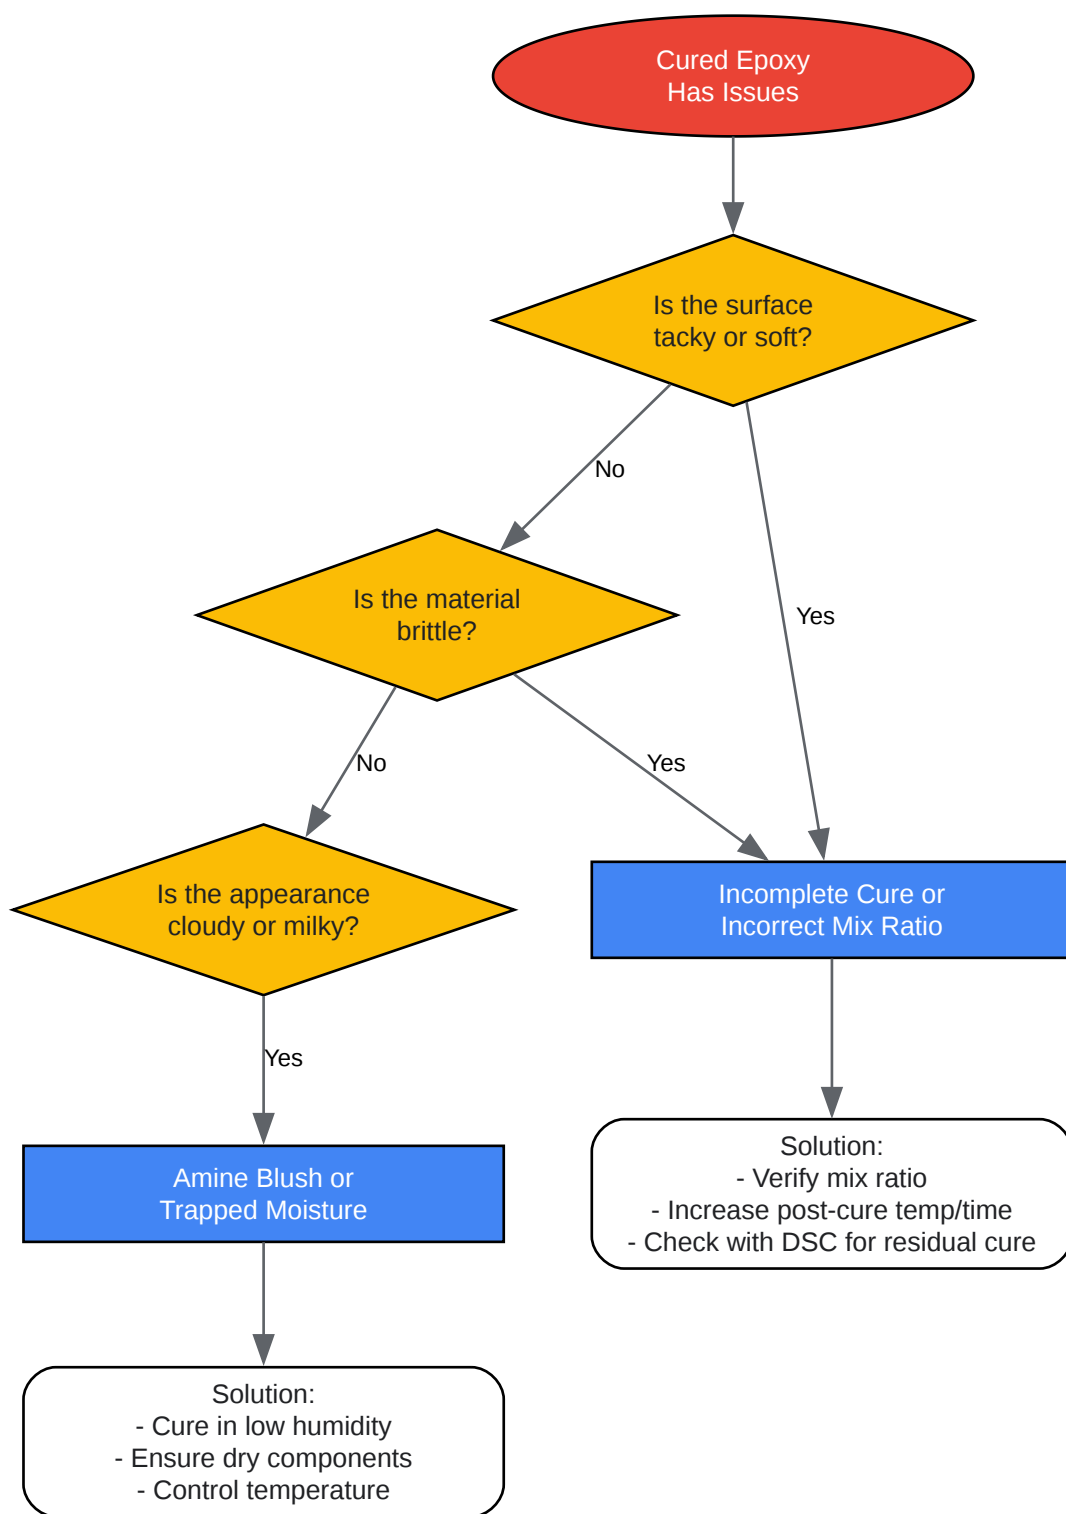 Cured Epoxy
Has Issues
Is the surface
tacky or soft?
No
Yes
Is the material
brittle?
No
Yes
Is the appearance
cloudy or milky?
Incomplete Cure or
Incorrect Mix Ratio
Yes
Solution:
- Verify mix ratio
- Increase post-cure temp/time
- Check with DSC for residual cure
Amine Blush or
Trapped Moisture
Solution:
- Cure in low humidity
- Ensure dry components
- Control temperature